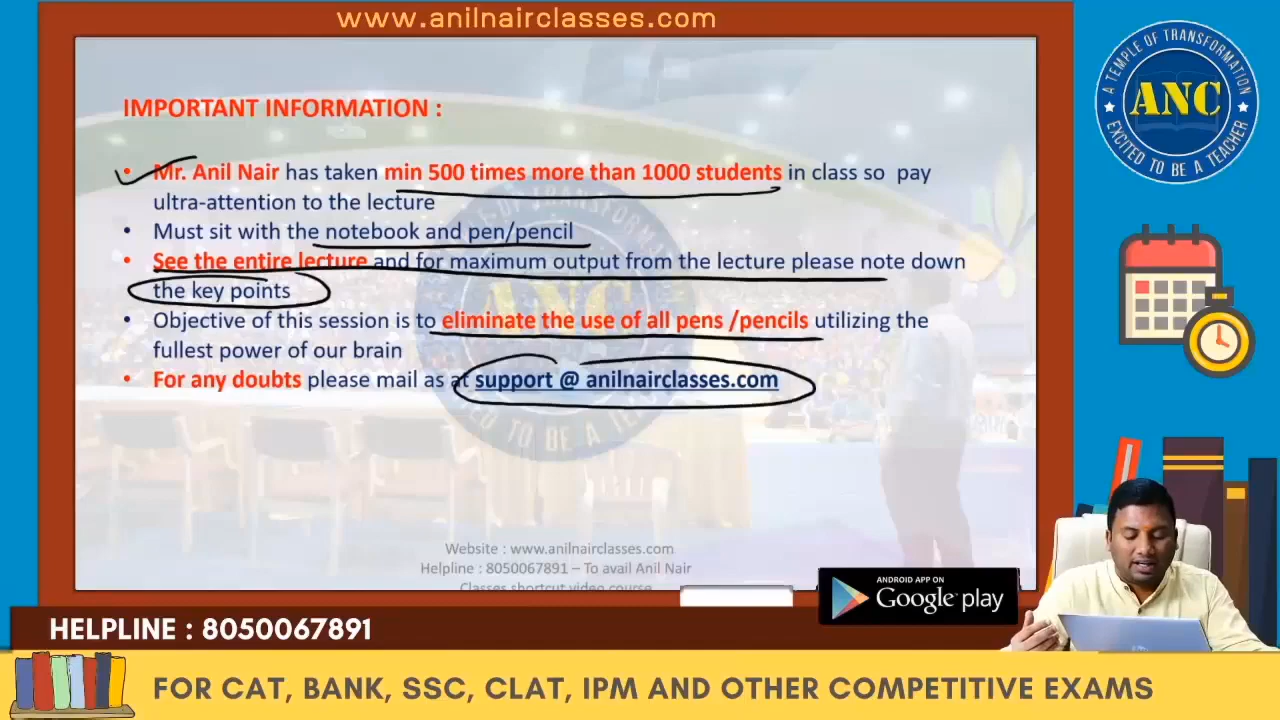 www.anilnairclasses.com
A TEMPLE OF TRANSFORMATION
ANC
EXCITED TO BE A TEACHER
IMPORTANT INFORMATION :
• Mr. Anil Nair has taken min 500 times more than 1000 students in class so pay
ultra-attention to the lecture
• Must sit with the notebook and pen/pencil
• See the entire lecture and for maximum output from the lecture please note down
the key points
• Objective of this session is to eliminate the use of all pens /pencils utilizing the
fullest power of our brain
• For any doubts please mail as at support @ anilnairclasses.com
Website : www.anilnairclasses.com
Helpline : 8050067891 – To avail Anil Nair
Classes shortcut video course
ANDROID APP ON
Google play
HELPLINE : 8050067891
FOR CAT, BANK, SSC, CLAT, IPM AND OTHER COMPETITIVE EXAMS